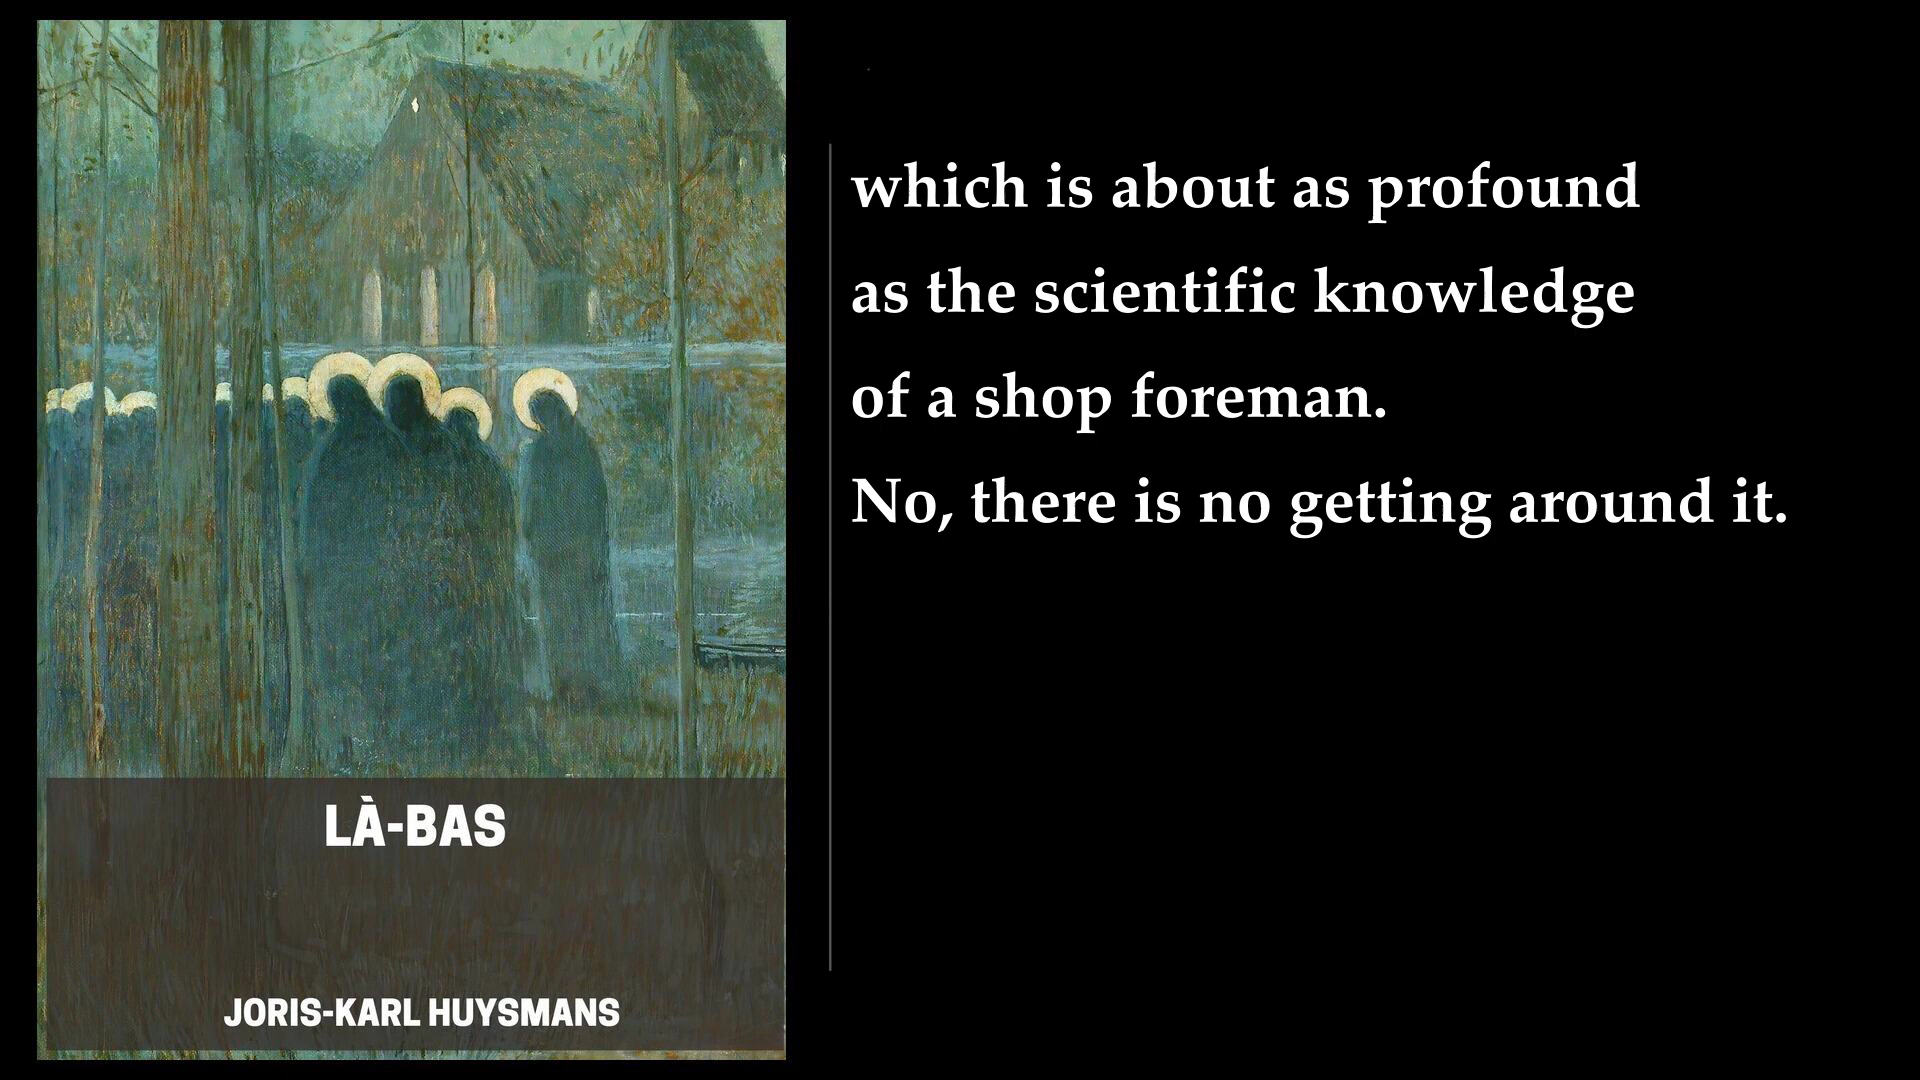 LÀ-BAS
JORIS-KARL HUYSMANS
which is about as profound
as the scientific knowledge
of a shop foreman.
No, there is no getting around it.